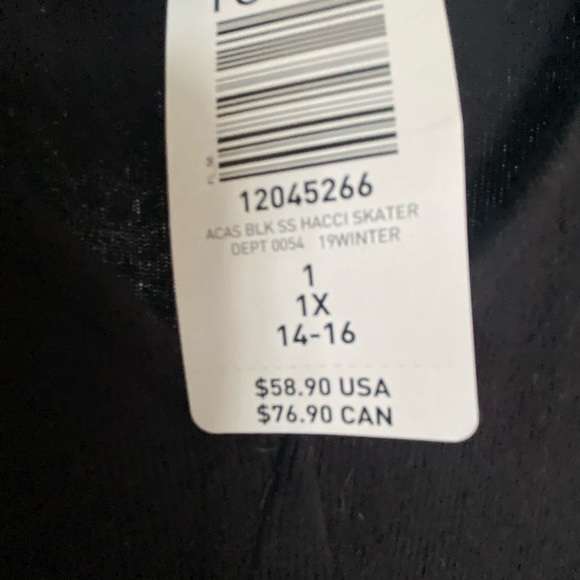 12045266
ACAS BLK SS HACCI SKATER
DEPT 0054 19WINTER
1
1X
14-16
$58.90 USA
$76.90 CAN